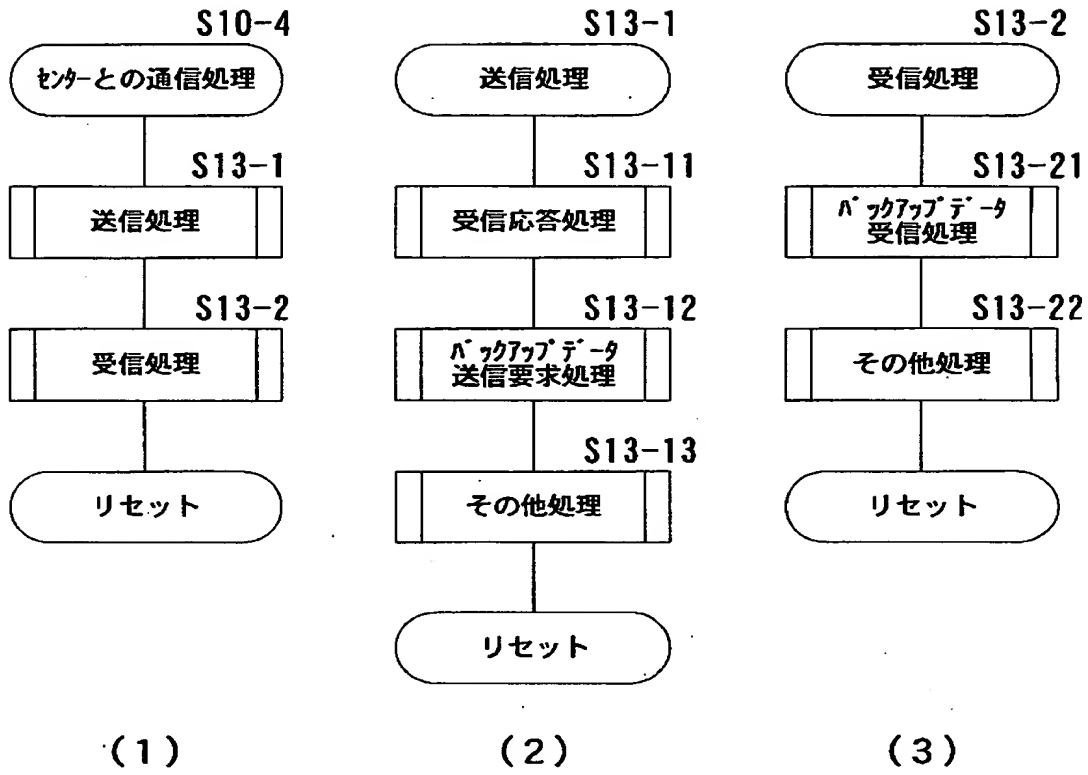 S10-4
ｾﾝﾀｰとの通信処理
S13-1
送信処理
S13-2
受信処理
リセット
(1)
S13-1
送信処理
S13-11
受信応答処理
S13-12
ﾊﾞｯｸｱｯﾌﾟﾃﾞｰﾀ
送信要求処理
S13-13
その他処理
リセット
(2)
S13-2
受信処理
S13-21
ﾊﾞｯｸｱｯﾌﾟﾃﾞｰﾀ
受信処理
S13-22
その他処理
リセット
(3)